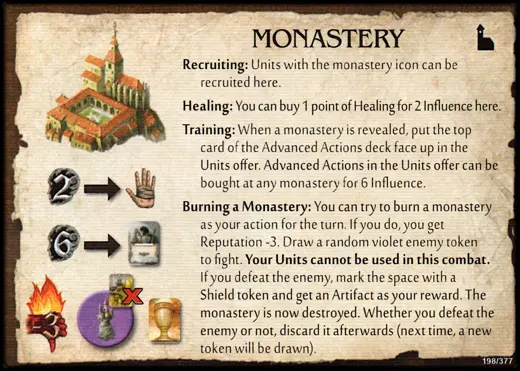 MONASTERY
Recruiting: Units with the monastery icon can be
recruited here.
Healing: You can buy 1 point of Healing for 2 Influence here.
Training: When a monastery is revealed, put the top
card of the Advanced Actions deck face up in the
Units offer. Advanced Actions in the Units offer can be
bought at any monastery for 6 Influence.
Burning a Monastery: You can try to burn a monastery
as your action for the turn. If you do, you get
Reputation -3. Draw a random violet enemy token
to fight. Your Units cannot be used in this combat.
If you defeat the enemy, mark the space with a
Shield token and get an Artifact as your reward. The
monastery is now destroyed. Whether you defeat the
enemy or not, discard it afterwards (next time, a new
token will be drawn).
2
6
-3
198/377